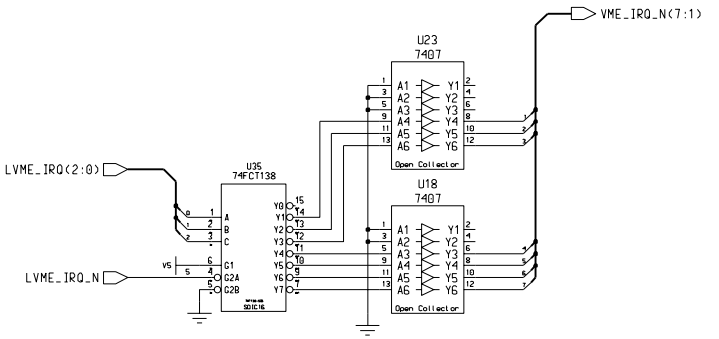 VME_IRQ_N(7:1)
U23
7407
1 A1 Y1 2
3 A2 Y2 4
5 A3 Y3 6
9 A4 Y4 8 1
11 A5 Y5 10 2
13 A6 Y6 12 3
Open Collector
LVME_IRQ(2:0)
U35
74FCT138
U18
7407
Y0 15
0 1 A Y1 14
1 2 B Y2 13
2 3 C Y3 12
Y4 11
V5 6 G1 Y5 10
LVME_IRQ_N 5 4 G2A Y6 9
5 G2B Y7 7
SOIC16
1 A1 Y1 2
3 A2 Y2 4
5 A3 Y3 6 4
9 A4 Y4 8 5
11 A5 Y5 10 6
13 A6 Y6 12 7
Open Collector